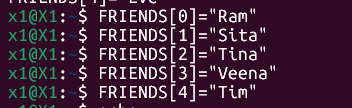 x1@X1:~$ FRIENDS[0]="Ram"
x1@X1:~$ FRIENDS[1]="Sita"
x1@X1:~$ FRIENDS[2]="Tina"
x1@X1:~$ FRIENDS[3]="Veena"
x1@X1:~$ FRIENDS[4]="Tim"